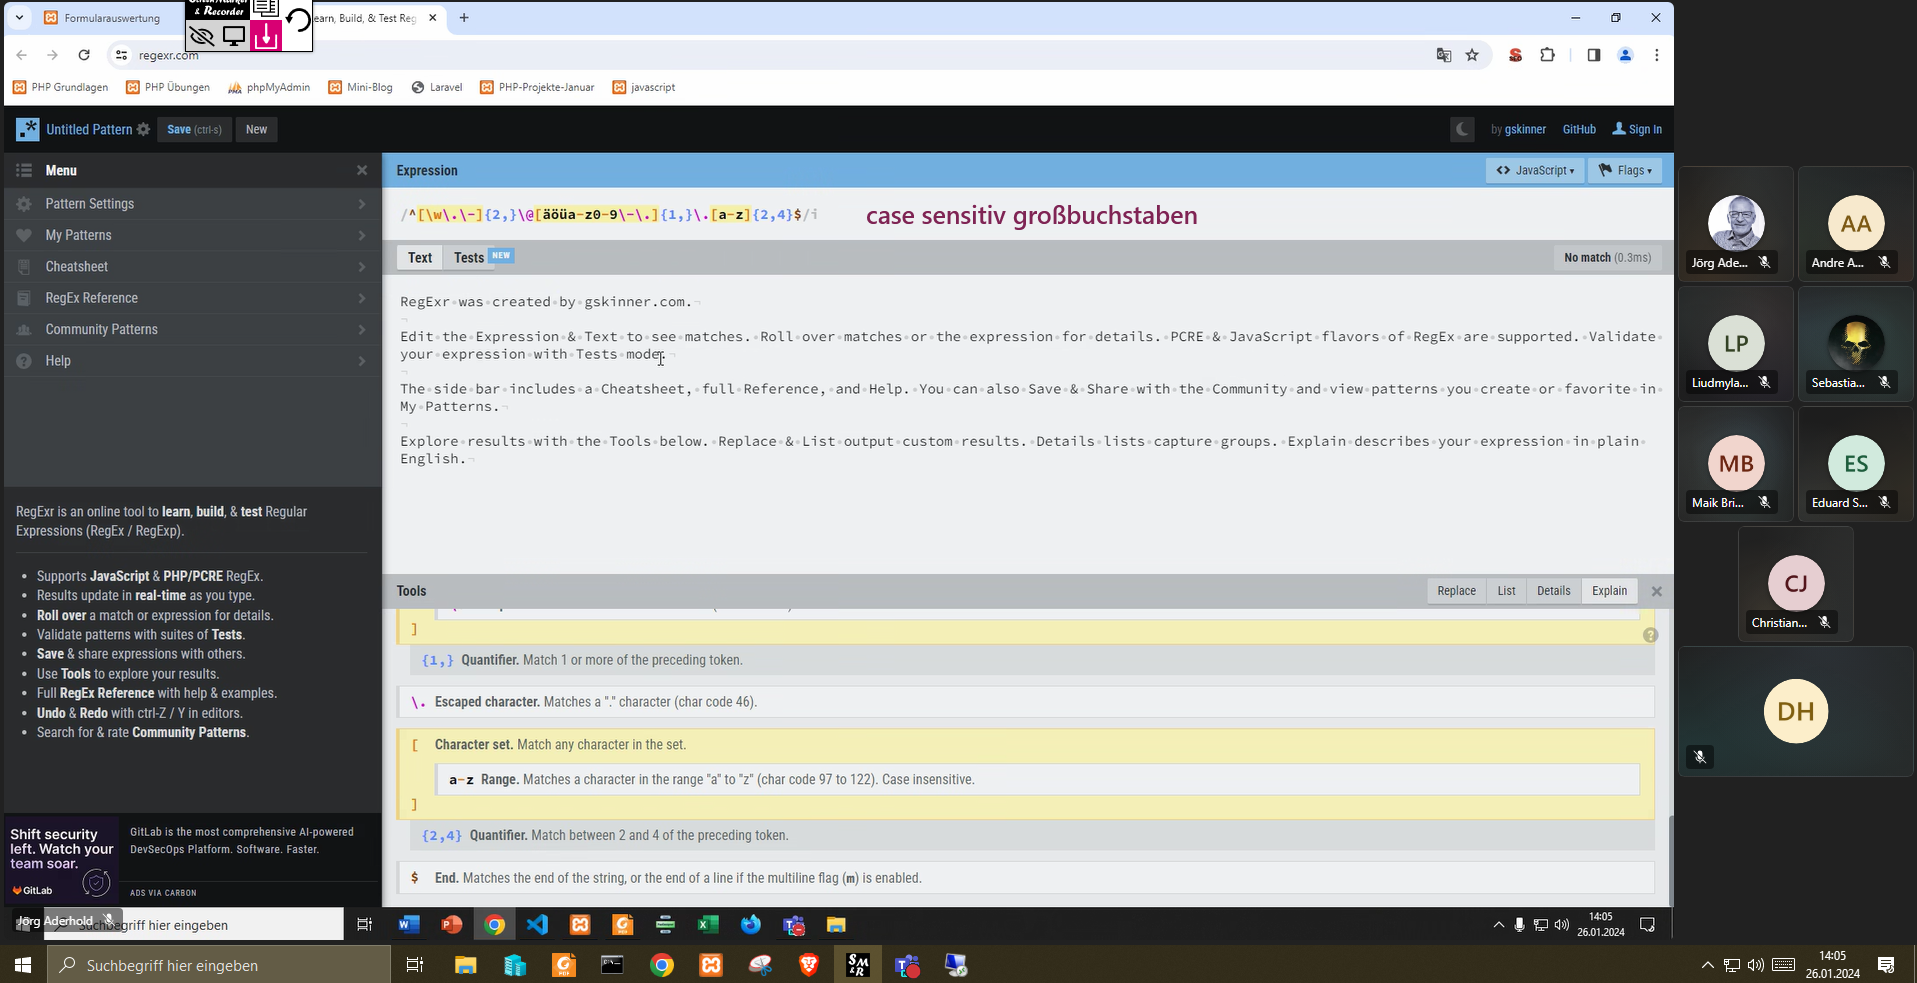 Formularauswertung
& Recorder
earn, Build, & Test Reg
regexr.com
PHP Grundlagen
PHP Übungen
phpMyAdmin
Mini-Blog
Laravel
PHP-Projekte-Januar
javascript
Untitled Pattern
Save (ctrl-s)
New
by gskinner
GitHub
Sign In
Menu
Pattern Settings
My Patterns
Cheatsheet
RegEx Reference
Community Patterns
Help
RegExr is an online tool to learn, build, & test Regular
Expressions (RegEx / RegExp).
Supports JavaScript & PHP/PCRE RegEx.
Results update in real-time as you type.
Roll over a match or expression for details.
Validate patterns with suites of Tests.
Save & share expressions with others.
Use Tools to explore your results.
Full RegEx Reference with help & examples.
Undo & Redo with ctrl-Z / Y in editors.
Search for & rate Community Patterns.
Shift security
left. Watch your
team soar.
GitLab
GitLab is the most comprehensive AI-powered
DevSecOps Platform. Software. Faster.
ADS VIA CARBON
Expression
JavaScript
Flags
/^[\w\.\-]{2,}\@[äöüa-z0-9\-\.]{1,}\.[a-z]{2,4}$/i
case sensitiv großbuchstaben
Text
Tests NEW
No match (0.3ms)
RegExr was created by gskinner.com.
Edit the Expression & Text to see matches. Roll over matches or the expression for details. PCRE & JavaScript flavors of RegEx are supported. Validate
your expression with Tests mode.
The side bar includes a Cheatsheet, full Reference, and Help. You can also Save & Share with the Community and view patterns you create or favorite in
My Patterns.
Explore results with the Tools below. Replace & List output custom results. Details lists capture groups. Explain describes your expression in plain
English.
Tools
Replace
List
Details
Explain
]
{1,} Quantifier. Match 1 or more of the preceding token.
\. Escaped character. Matches a "." character (char code 46).
[ Character set. Match any character in the set.
a-z Range. Matches a character in the range "a" to "z" (char code 97 to 122). Case insensitive.
]
{2,4} Quantifier. Match between 2 and 4 of the preceding token.
$ End. Matches the end of the string, or the end of a line if the multiline flag (m) is enabled.
Jörg Ade...
AA
Andre A...
LP
Liudmyla...
Sebastia...
MB
Maik Bri...
ES
Eduard S...
CJ
Christian...
DH
Jörg Aderhold
Suchbegriff hier eingeben
14:05
26.01.2024
Suchbegriff hier eingeben
SM
&R
14:05
26.01.2024